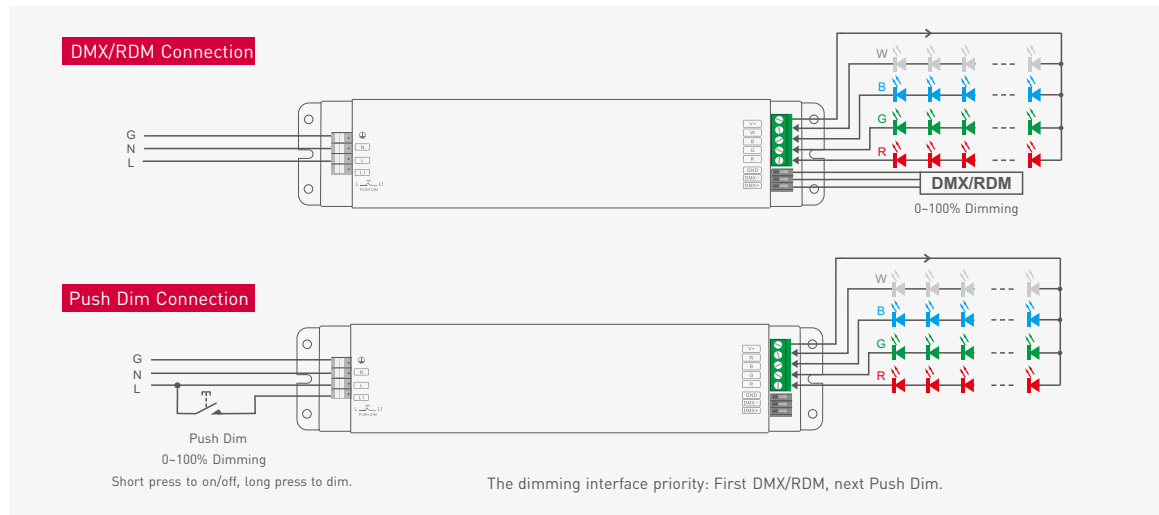 DMX/RDM Connection
W
B
G
R
G
N
L
V+
W
B
G
R
GND
DMX -
DMX+
N
L
L1
L L1
PUSH DIM
DMX/RDM
0~100% Dimming
Push Dim Connection
W
B
G
R
G
N
L
V+
W
B
G
R
GND
DMX -
DMX+
N
L
L1
L L1
PUSH DIM
Push Dim
0~100% Dimming
Short press to on/off, long press to dim.
The dimming interface priority: First DMX/RDM, next Push Dim.